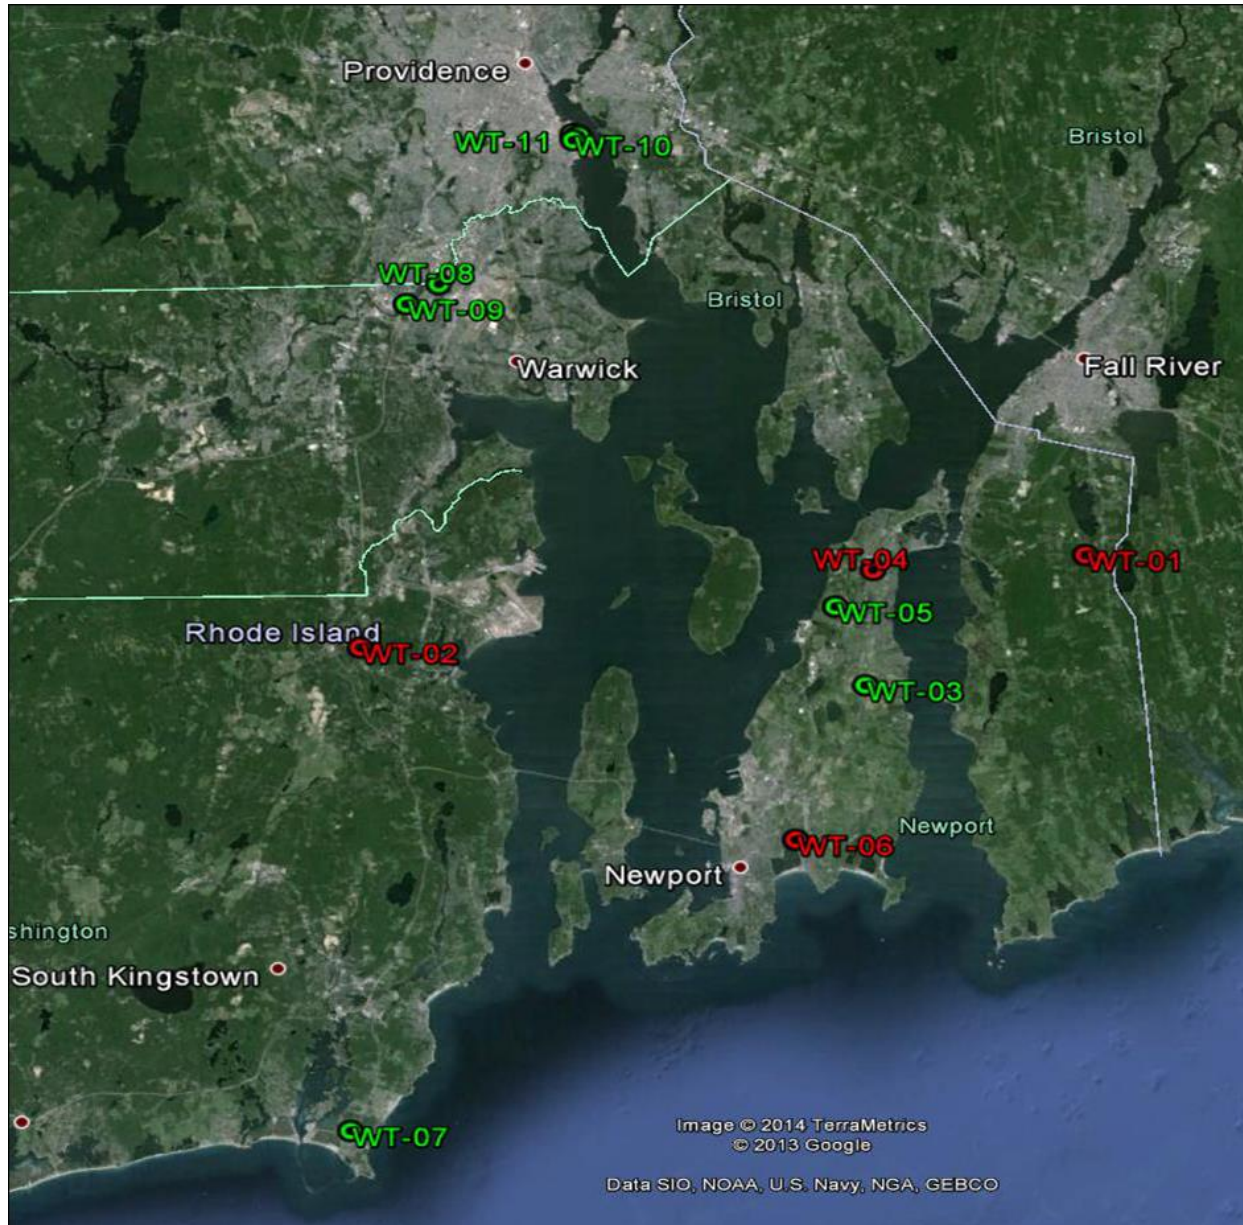 Providence
Bristol
WT-11
WT-10
WT-08
Bristol
WT-09
Warwick
Fall River
WT-04
WT-01
WT-05
Rhode Island
WT-02
WT-03
Newport
WT-06
Newport
shington
South Kingstown
Image © 2014 TerraMetrics
© 2013 Google
WT-07
Data SIO, NOAA, U.S. Navy, NGA, GEBCO